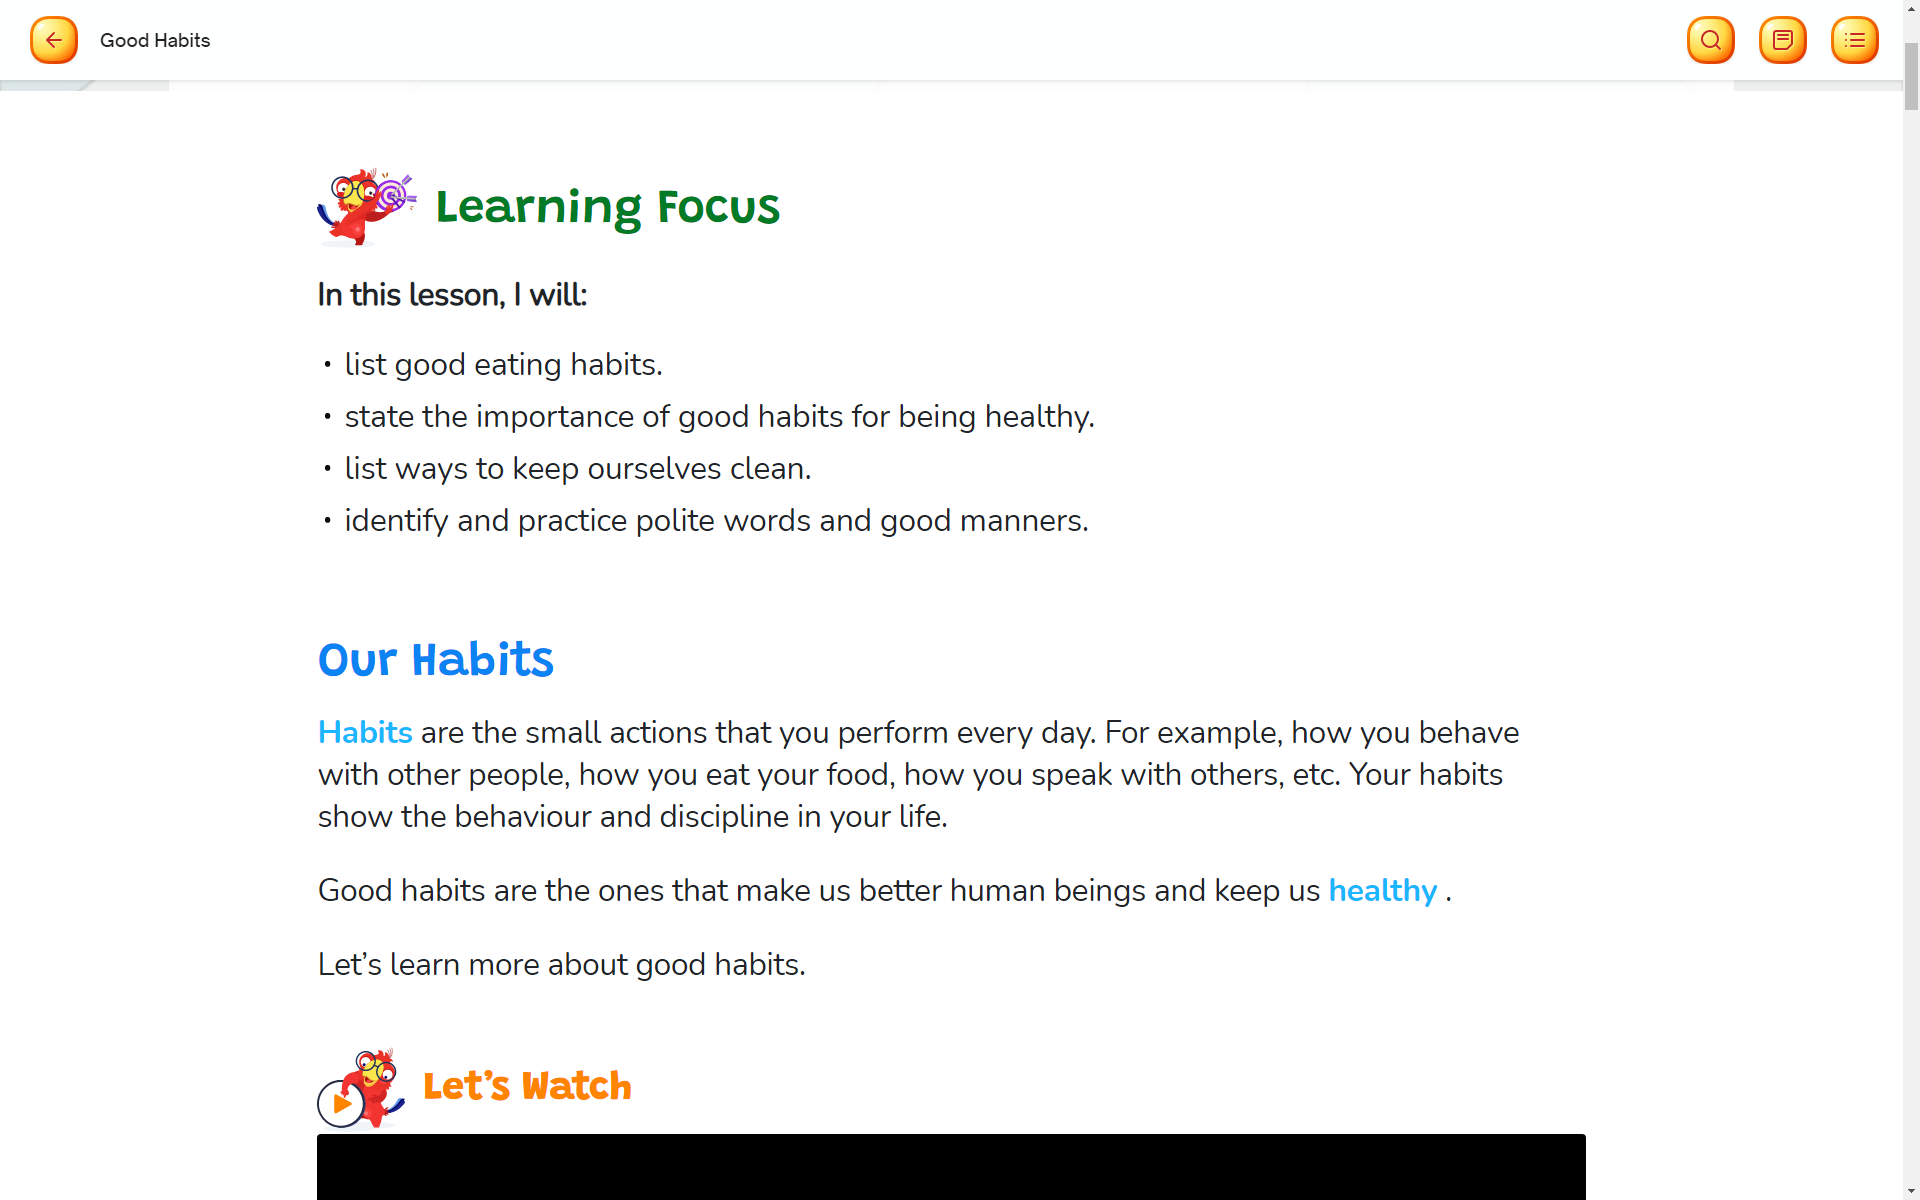 Good Habits
Learning Focus
In this lesson, I will:
• list good eating habits.
• state the importance of good habits for being healthy.
• list ways to keep ourselves clean.
• identify and practice polite words and good manners.
Our Habits
Habits are the small actions that you perform every day. For example, how you behave
with other people, how you eat your food, how you speak with others, etc. Your habits
show the behaviour and discipline in your life.
Good habits are the ones that make us better human beings and keep us healthy .
Let’s learn more about good habits.
Let’s Watch